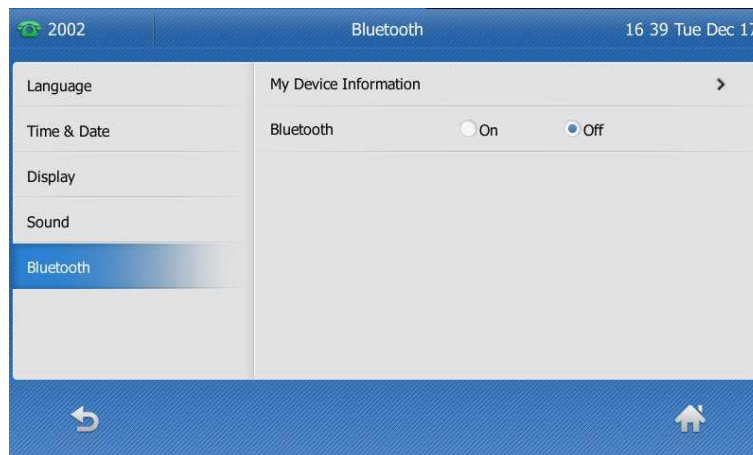 2002
Bluetooth
16 39 Tue Dec 17
Language
Time & Date
Display
Sound
Bluetooth
My Device Information
Bluetooth On Off